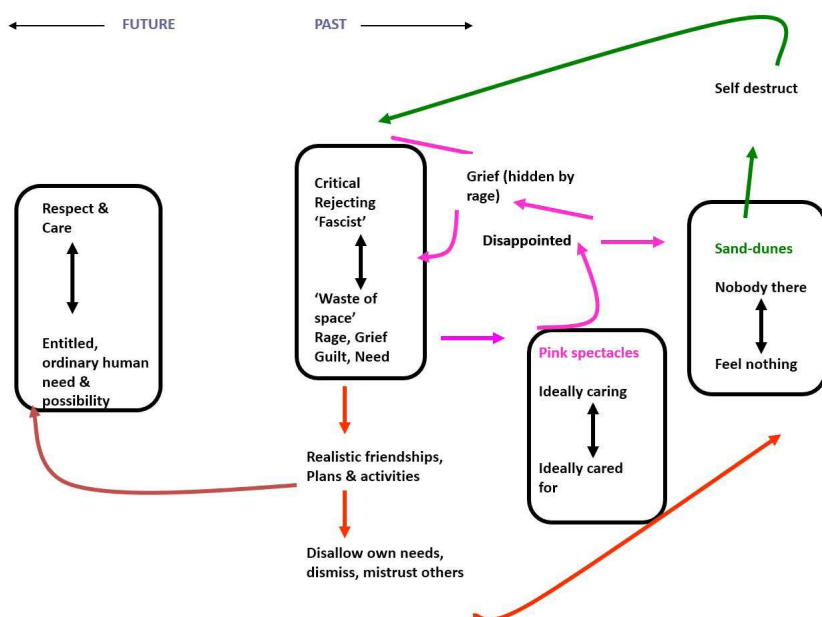 FUTURE
PAST
Self destruct
Critical
Rejecting
‘Fascist’
‘Waste of
space’
Rage, Grief
Guilt, Need
Grief (hidden by
rage)
Disappointed
Respect &
Care
Entitled,
ordinary human
need &
possibility
Sand-dunes
Nobody there
Feel nothing
Pink spectacles
Ideally caring
Ideally cared
for
Realistic friendships,
Plans & activities
Disallow own needs,
dismiss, mistrust others